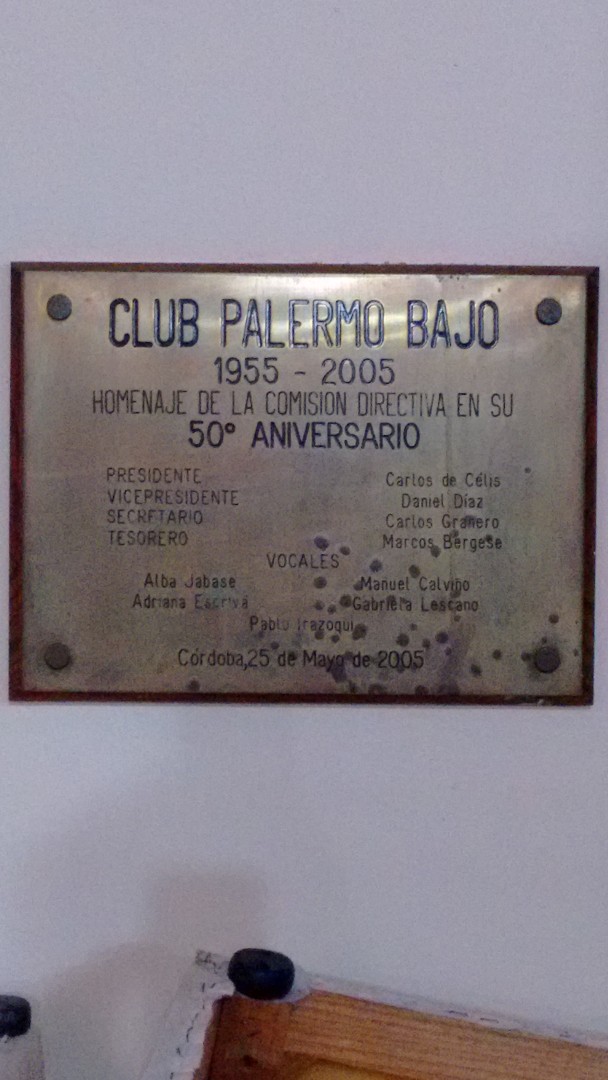 CLUB PALERMO BAJO
1955 - 2005
HOMENAJE DE LA COMISION DIRECTIVA EN SU
50° ANIVERSARIO
PRESIDENTE Carlos de Célis
VICEPRESIDENTE Daniel Díaz
SECRETARIO Carlos Granero
TESORERO Marcos Bergese
VOCALES
Alba Jabase Manuel Calviño
Adriana Escrivá Gabriela Lescano
Pablo Irazoqui
Córdoba,25 de Mayo de 2005